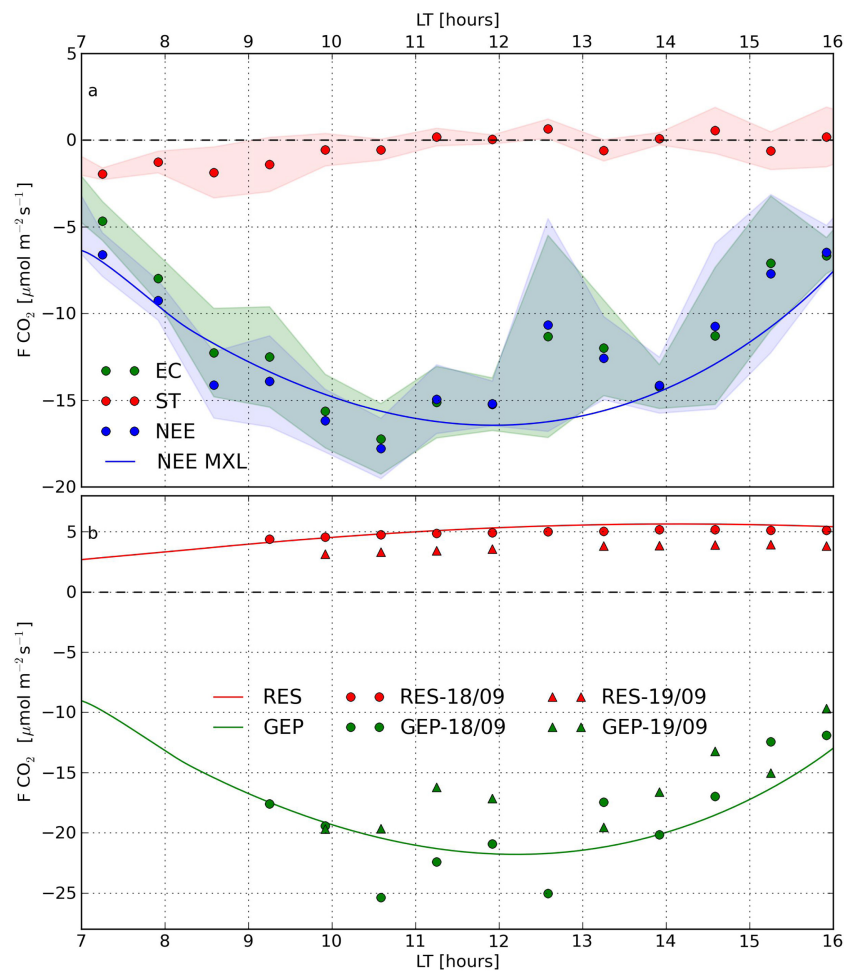 LT [hours]
7 8 9 10 11 12 13 14 15 16
a
5
0
−5
−10
−15
−20
F CO₂ [μmol m⁻² s⁻¹]
EC
ST
NEE
NEE MXL
b
5
0
−5
−10
−15
−20
−25
F CO₂ [μmol m⁻² s⁻¹]
RES RES-18/09 RES-19/09
GEP GEP-18/09 GEP-19/09
7 8 9 10 11 12 13 14 15 16
LT [hours]